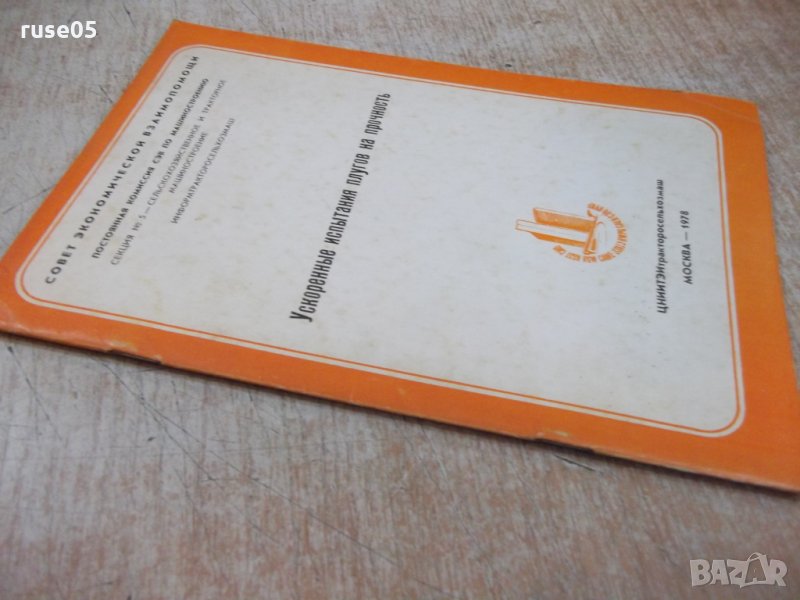 ruse05
СОВЕТ ЭКОНОМИЧЕСКОЙ ВЗАИМОПОМОЩИ
ПОСТОЯННАЯ КОМИССИЯ СЭВ ПО МАШИНОСТРОЕНИЮ
СЕКЦИЯ № 5 — СЕЛЬСКОХОЗЯЙСТВЕННОЕ И ТРАКТОРНОЕ
МАШИНОСТРОЕНИЕ
ИНФОРМТРАКТОРОСЕЛЬХОЗМАШ
Ускоренные испытания плугов на прочность
ЦНИИТЭИтракторосельхозмаш
МОСКВА — 1978
BAZAR